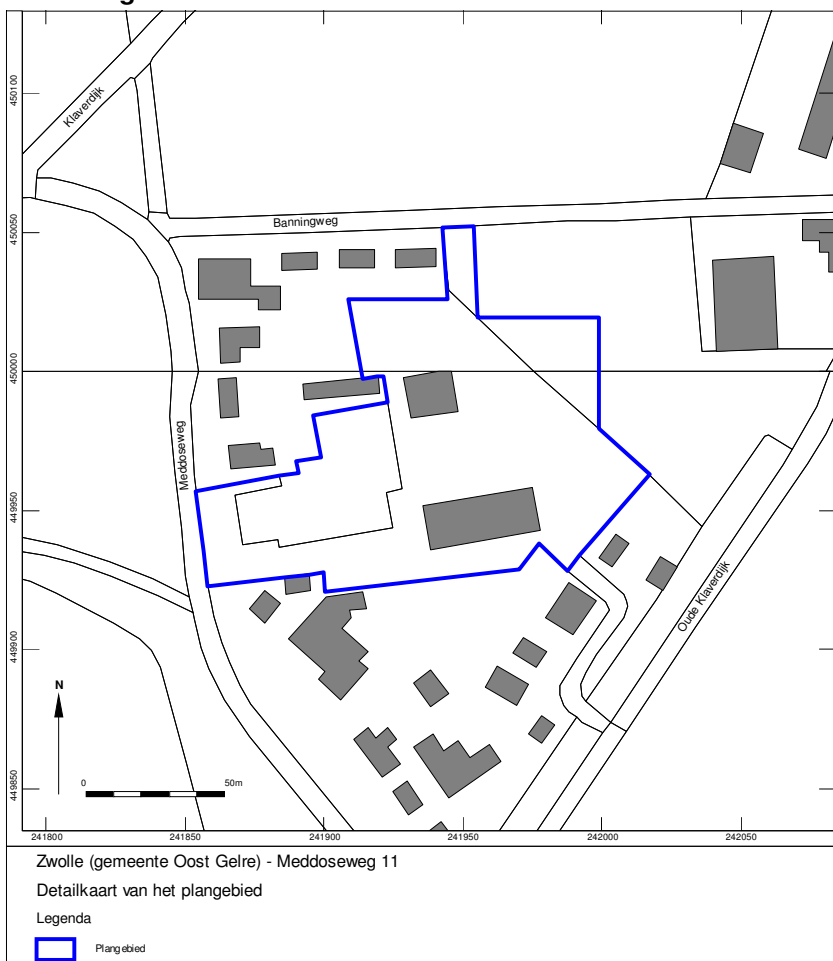 450100
Klaverdijk
450050
Banningweg
450000
Meddoseweg
449950
Oude Klaverdijk
449900
N
0 50m
449850
241800 241850 241900 241950 242000 242050
Zwolle (gemeente Oost Gelre) - Meddoseweg 11
Detailkaart van het plangebied
Legenda
Plangebied